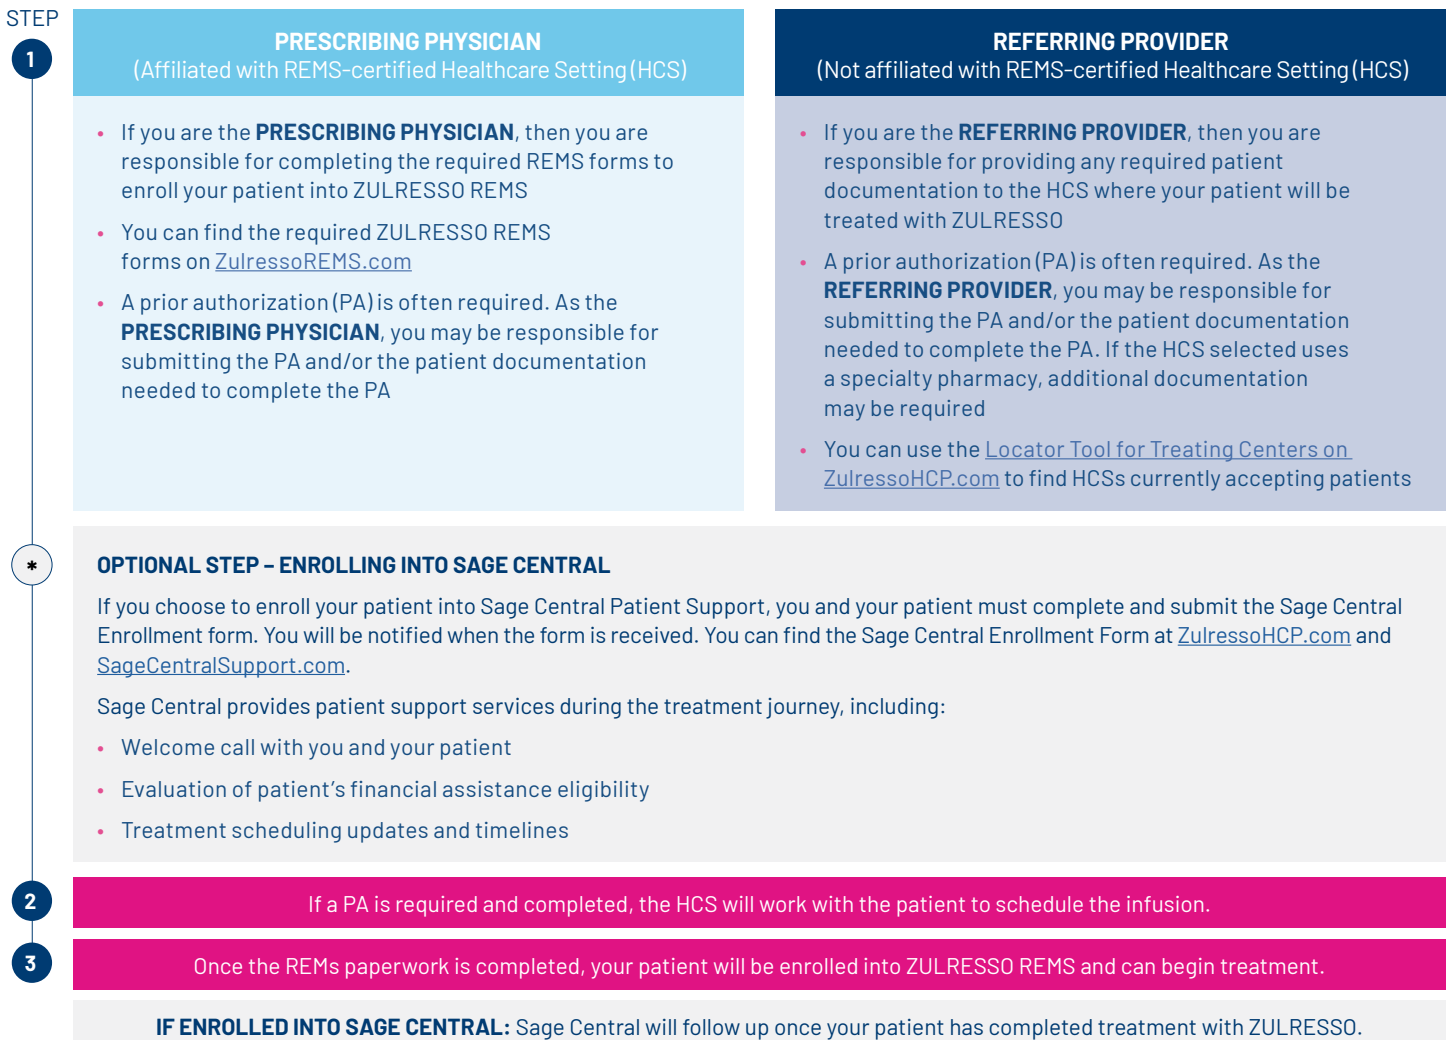 STEP
1
PRESCRIBING PHYSICIAN
(Affiliated with REMS-certified Healthcare Setting (HCS)
• If you are the PRESCRIBING PHYSICIAN, then you are
responsible for completing the required REMS forms to
enroll your patient into ZULRESSO REMS
• You can find the required ZULRESSO REMS
forms on ZulressoREMS.com
• A prior authorization (PA) is often required. As the
PRESCRIBING PHYSICIAN, you may be responsible for
submitting the PA and/or the patient documentation
needed to complete the PA
REFERRING PROVIDER
(Not affiliated with REMS-certified Healthcare Setting (HCS)
• If you are the REFERRING PROVIDER, then you are
responsible for providing any required patient
documentation to the HCS where your patient will be
treated with ZULRESSO
• A prior authorization (PA) is often required. As the
REFERRING PROVIDER, you may be responsible for
submitting the PA and/or the patient documentation
needed to complete the PA. If the HCS selected uses
a specialty pharmacy, additional documentation
may be required
• You can use the Locator Tool for Treating Centers on
ZulressoHCP.com to find HCSs currently accepting patients
*
OPTIONAL STEP – ENROLLING INTO SAGE CENTRAL
If you choose to enroll your patient into Sage Central Patient Support, you and your patient must complete and submit the Sage Central
Enrollment form. You will be notified when the form is received. You can find the Sage Central Enrollment Form at ZulressoHCP.com and
SageCentralSupport.com.
Sage Central provides patient support services during the treatment journey, including:
• Welcome call with you and your patient
• Evaluation of patient’s financial assistance eligibility
• Treatment scheduling updates and timelines
2
If a PA is required and completed, the HCS will work with the patient to schedule the infusion.
3
Once the REMs paperwork is completed, your patient will be enrolled into ZULRESSO REMS and can begin treatment.
IF ENROLLED INTO SAGE CENTRAL: Sage Central will follow up once your patient has completed treatment with ZULRESSO.